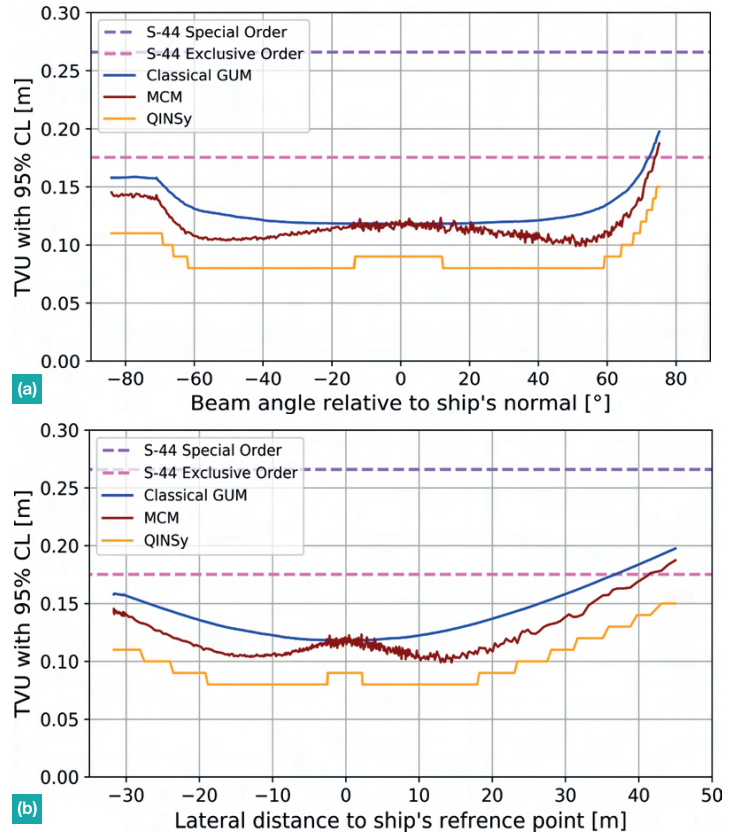 0.30
0.25
0.20
0.15
0.10
0.05
0.00
TVU with 95% CL [m]
S-44 Special Order
S-44 Exclusive Order
Classical GUM
MCM
QINSy
−80 −60 −40 −20 0 20 40 60 80
Beam angle relative to ship's normal [°]
(a)
0.30
0.25
0.20
0.15
0.10
0.05
0.00
TVU with 95% CL [m]
S-44 Special Order
S-44 Exclusive Order
Classical GUM
MCM
QINSy
−30 −20 −10 0 10 20 30 40 50
Lateral distance to ship's refrence point [m]
(b)